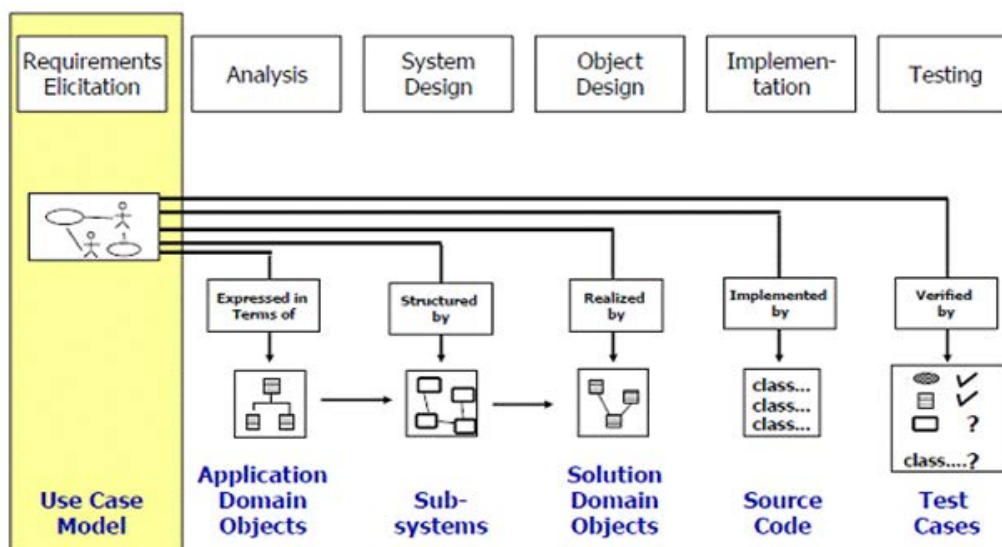 Requirements
Elicitation
Analysis
System
Design
Object
Design
Implemen-
tation
Testing
Expressed in
Terms of
Structured
by
Realized
by
Implemented
by
Verified
by
class...
class...
class...
?
class....?
Use Case
Model
Application
Domain
Objects
Sub-
systems
Solution
Domain
Objects
Source
Code
Test
Cases